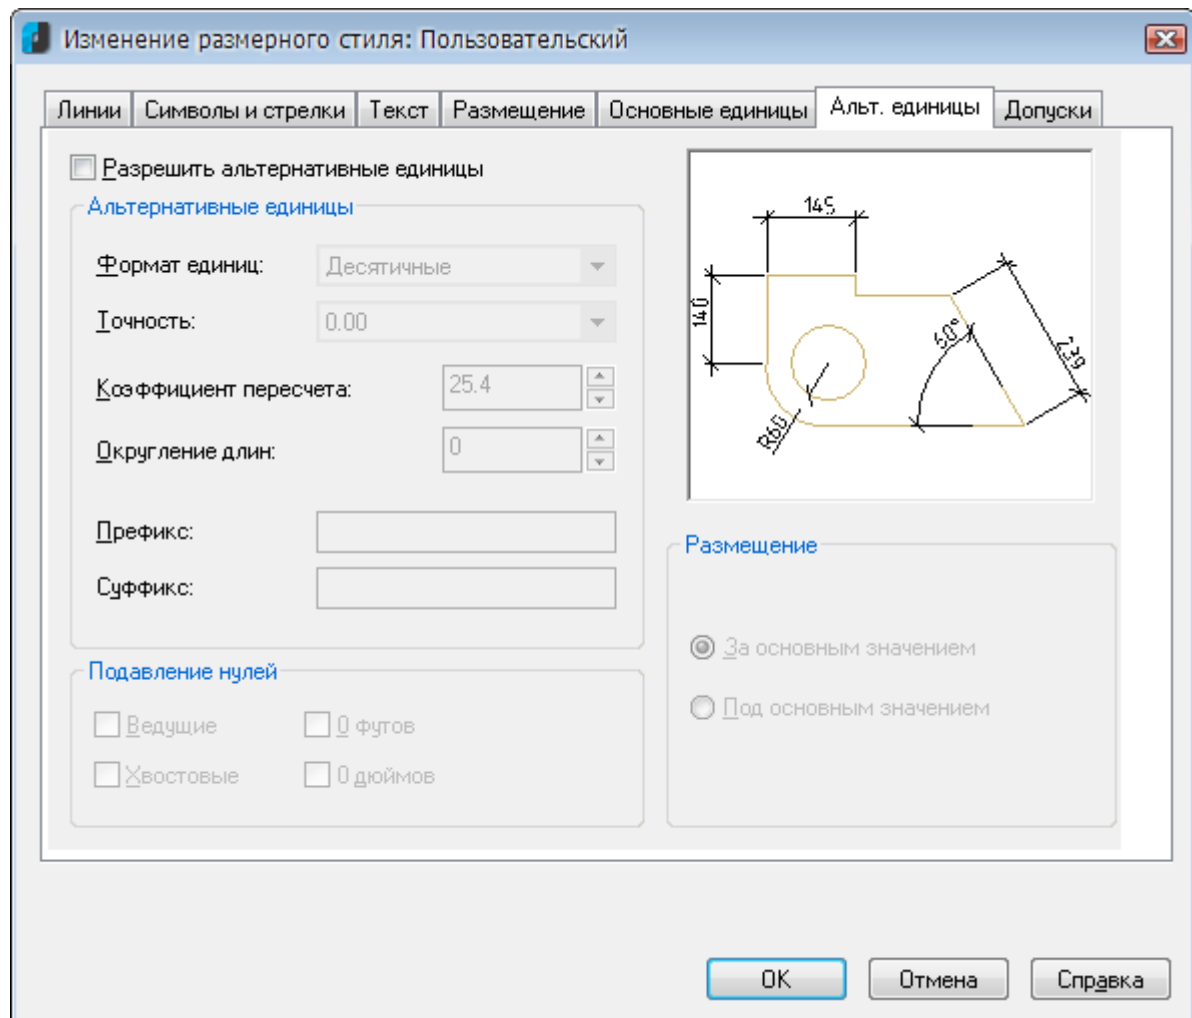 Изменение размерного стиля: Пользовательский
Линии Символы и стрелки Текст Размещение Основные единицы Альт. единицы Допуски
Разрешить альтернативные единицы
Альтернативные единицы
Формат единиц: Десятичные
Точность: 0.00
Коэффициент пересчета: 25.4
Округление длин: 0
Префикс:
Суффикс:
Подавление нулей
Ведущие 0 футов
Хвостовые 0 дюймов
145
140
60°
239
R60
Размещение
За основным значением
Под основным значением
ОК Отмена Справка